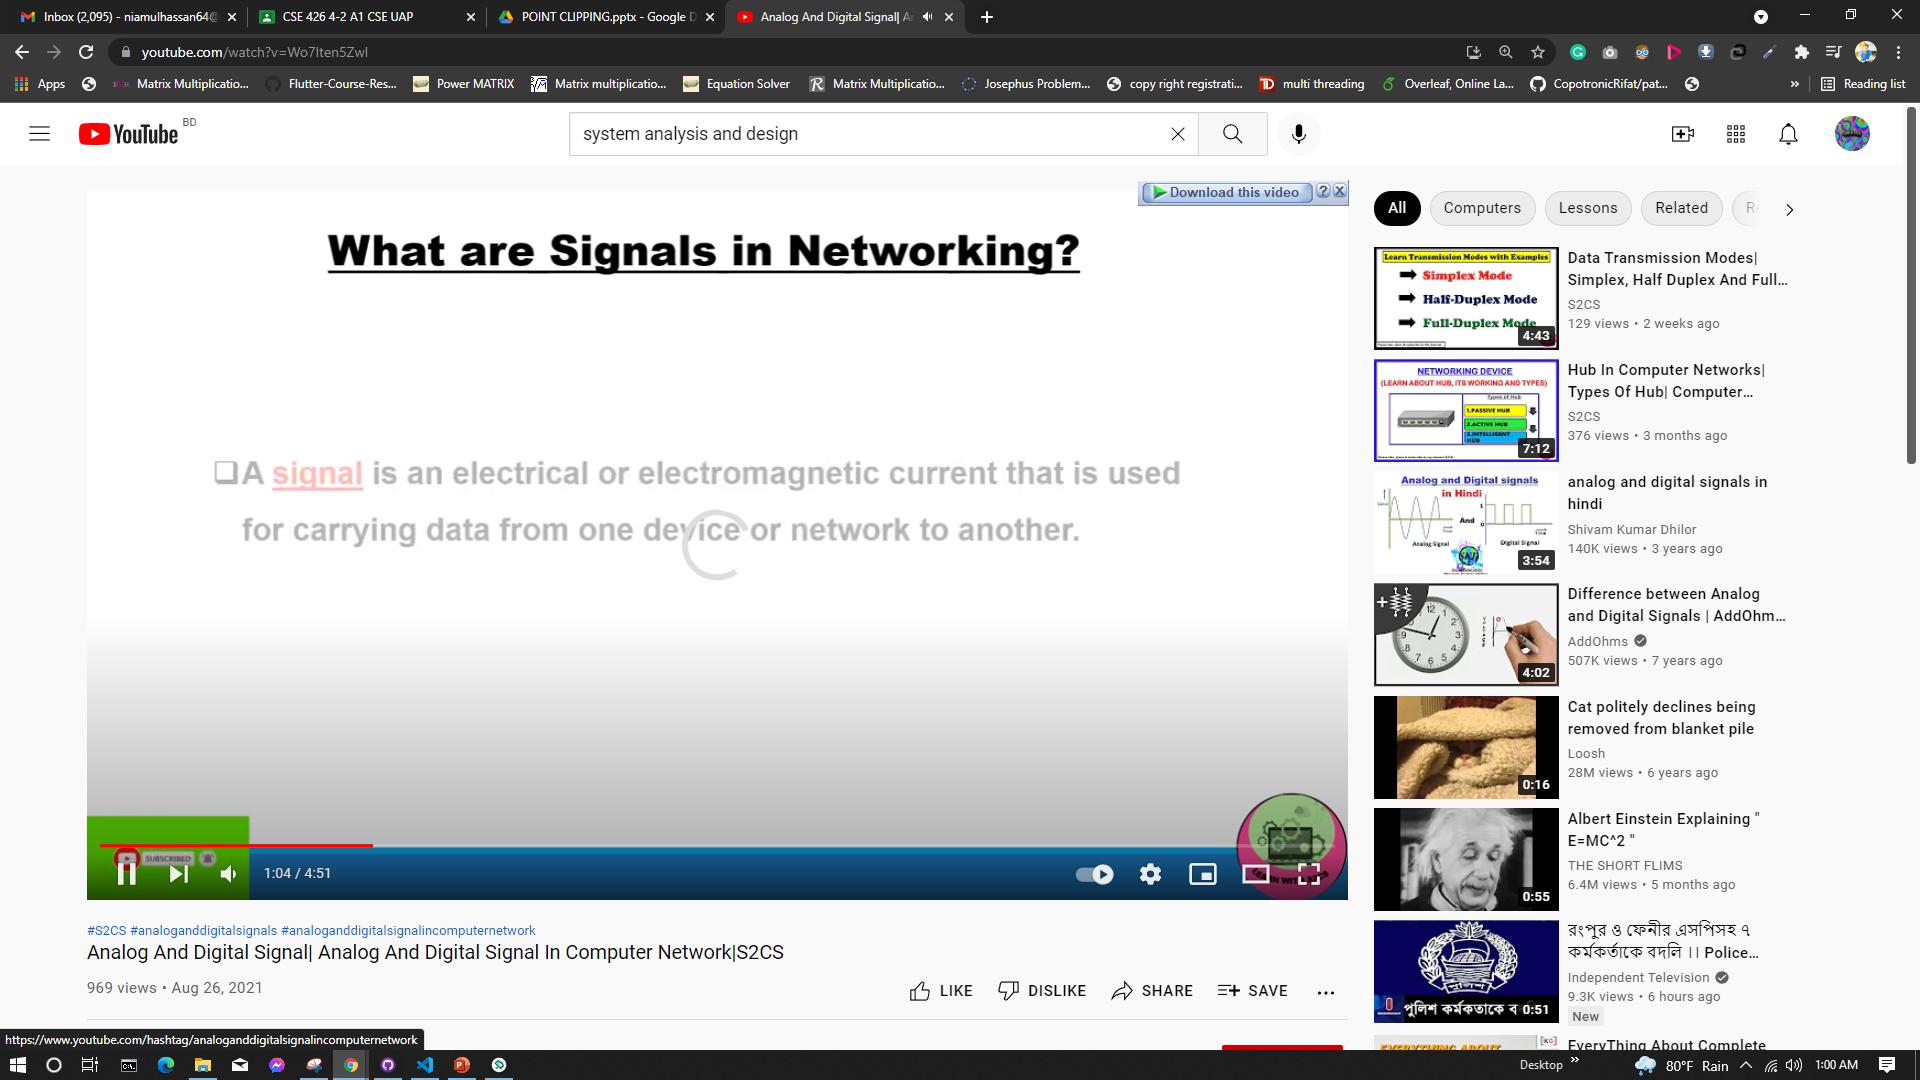 Inbox (2,095) - niamulhassan64@
CSE 426 4-2 A1 CSE UAP
POINT CLIPPING.pptx - Google D
Analog And Digital Signal| A
youtube.com/watch?v=Wo7Iten5ZwI
Apps
Matrix Multiplicatio...
Flutter-Course-Res...
Power MATRIX
Matrix multiplicatio...
Equation Solver
Matrix Multiplicatio...
Josephus Problem...
copy right registrati...
multi threading
Overleaf, Online La...
CopotronicRifat/pat...
Reading list
YouTube BD
system analysis and design
Download this video
What are Signals in Networking?
A signal is an electrical or electromagnetic current that is used
for carrying data from one device or network to another.
SUBSCRIBED
1:04 / 4:51
#S2CS #analoganddigitalsignals #analoganddigitalsignalincomputernetwork
Analog And Digital Signal| Analog And Digital Signal In Computer Network|S2CS
969 views • Aug 26, 2021
LIKE
DISLIKE
SHARE
SAVE
All
Computers
Lessons
Related
Learn Transmission Modes with Examples
Simplex Mode
Half-Duplex Mode
Full-Duplex Mode
4:43
Data Transmission Modes|
Simplex, Half Duplex And Full...
S2CS
129 views • 2 weeks ago
NETWORKING DEVICE
(LEARN ABOUT HUB, ITS WORKING AND TYPES)
Types of Hub
1.PASSIVE HUB
2.ACTIVE HUB
3.INTELLIGENT
HUB
7:12
Hub In Computer Networks|
Types Of Hub| Computer...
S2CS
376 views • 3 months ago
Analog and Digital signals
in Hindi
And
Analog Signal
Digital Signal
3:54
analog and digital signals in
hindi
Shivam Kumar Dhilor
140K views • 3 years ago
4:02
Difference between Analog
and Digital Signals | AddOhm...
AddOhms
507K views • 7 years ago
0:16
Cat politely declines being
removed from blanket pile
Loosh
28M views • 6 years ago
0:55
Albert Einstein Explaining "
E=MC^2 "
THE SHORT FLIMS
6.4M views • 5 months ago
পুলিশ কর্মকতাকে ব
0:51
রংপুর ও ফেনীর এসপিসহ ৭
কর্মকর্তাকে বদলি ।। Police...
Independent Television
9.3K views • 6 hours ago
New
EVERYTHING ABOUT
[KG]
EveryThing About Complete
https://www.youtube.com/hashtag/analoganddigitalsignalincomputernetwork
Desktop
80°F Rain
1:00 AM